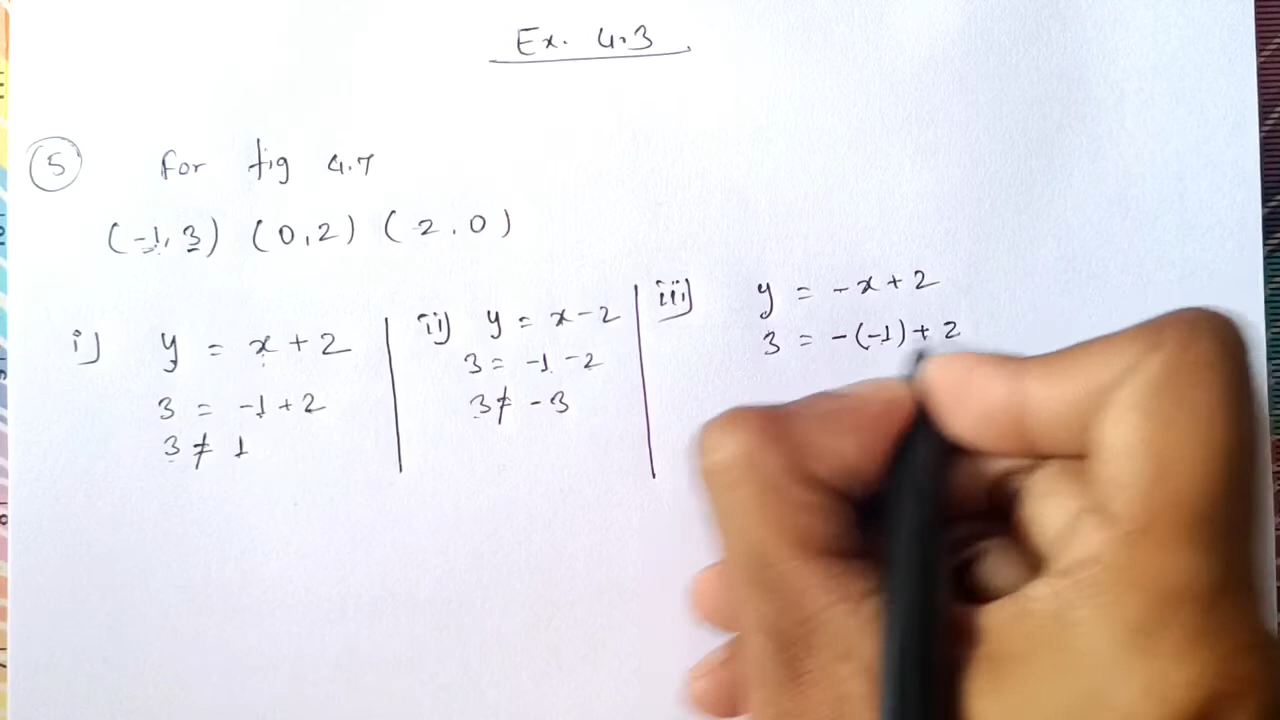 Ex. 4.3
5 for fig 4.7
(-1,3) (0,2) (2,0)
i) y = x+2
3 = -1+2
3 ≠ 1
ii) y = x-2
3 = -1-2
3 ≠ -3
iii) y = -x+2
3 = -(-1)+2